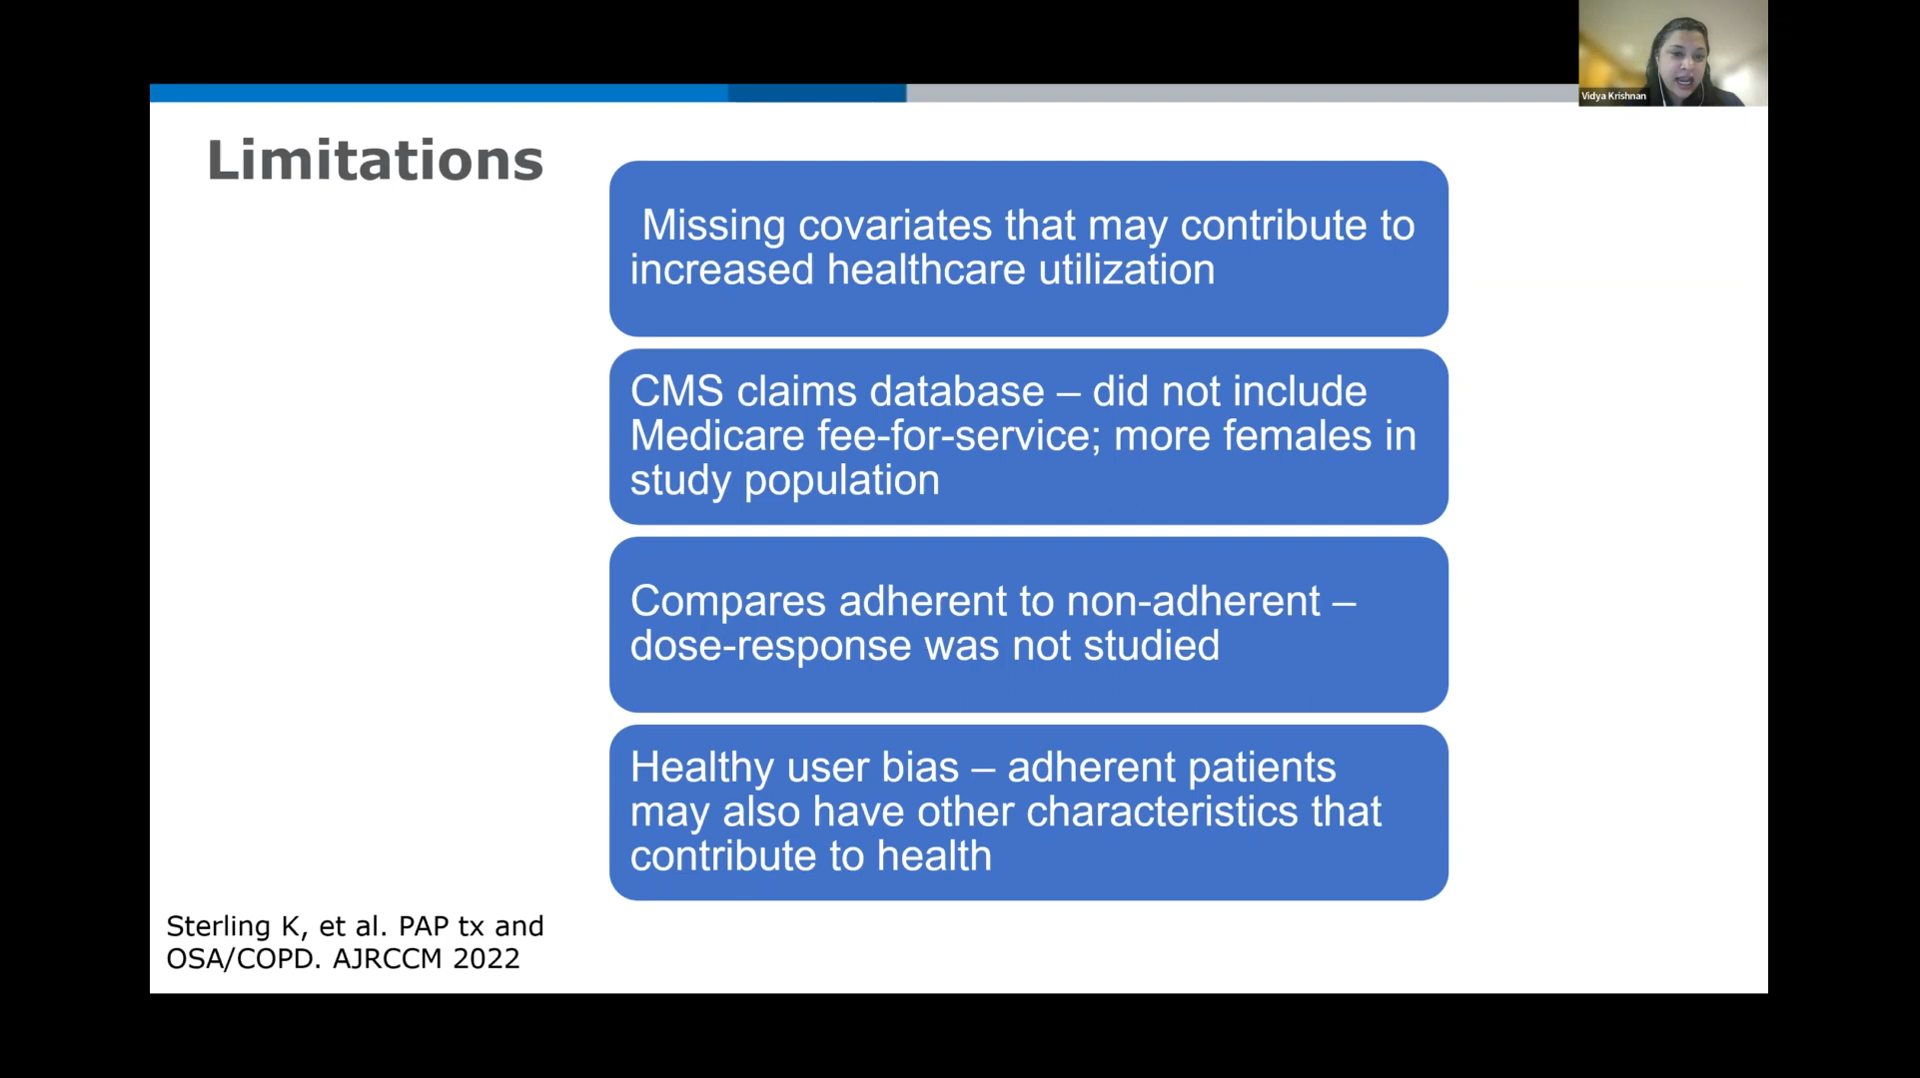 Vidya Krishnan
Limitations
Missing covariates that may contribute to
increased healthcare utilization
CMS claims database – did not include
Medicare fee-for-service; more females in
study population
Compares adherent to non-adherent –
dose-response was not studied
Healthy user bias – adherent patients
may also have other characteristics that
contribute to health
Sterling K, et al. PAP tx and
OSA/COPD. AJRCCM 2022